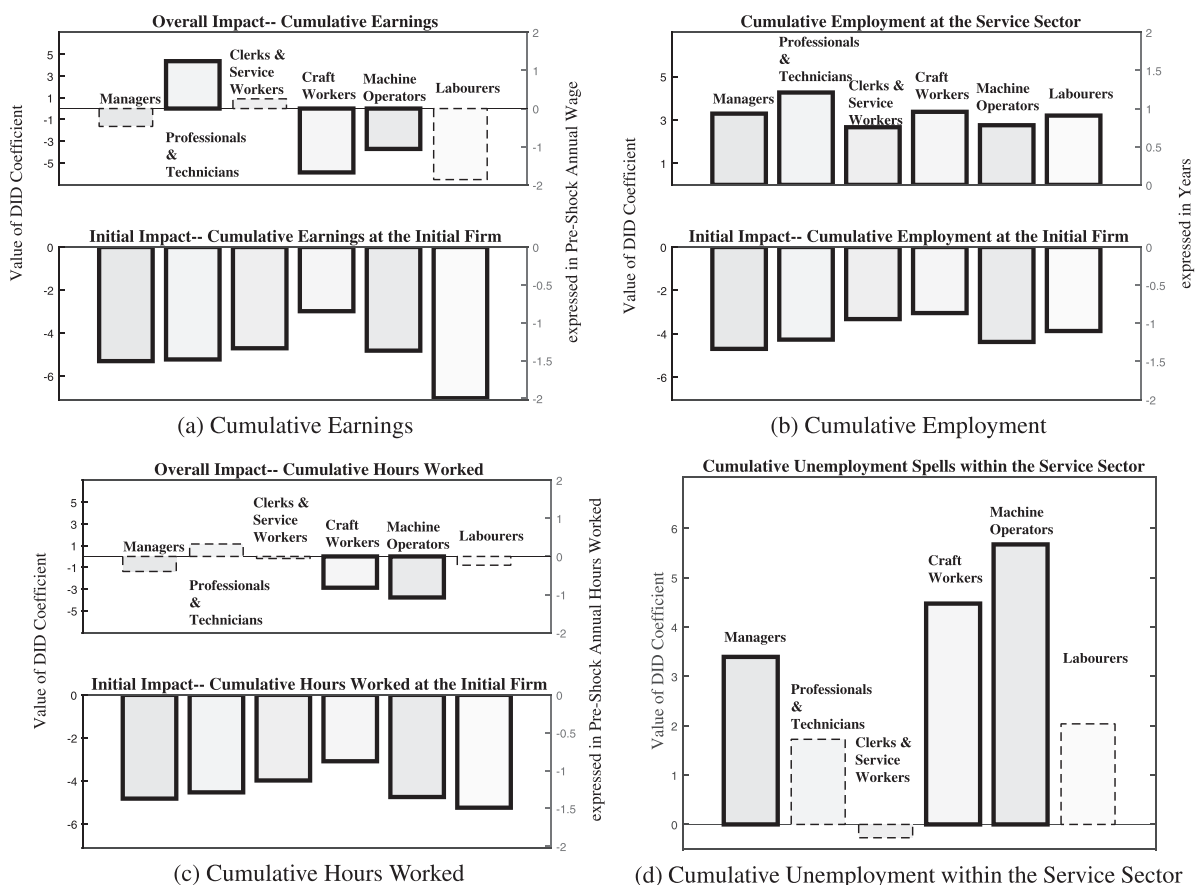 Overall Impact-- Cumulative Earnings
Value of DID Coefficient
expressed in Pre-Shock Annual Wage
5
3
1
-1
-3
-5
2
1
0
-1
-2
Managers
Professionals
&
Technicians
Clerks &
Service
Workers
Craft
Workers
Machine
Operators
Labourers
Initial Impact-- Cumulative Earnings at the Initial Firm
0
-2
-4
-6
0
-0.5
-1
-1.5
-2
(a) Cumulative Earnings
Cumulative Employment at the Service Sector
Value of DID Coefficient
expressed in Years
5
3
1
2
1.5
1
0.5
0
Managers
Professionals
&
Technicians
Clerks &
Service
Workers
Craft
Workers
Machine
Operators
Labourers
Initial Impact-- Cumulative Employment at the Initial Firm
0
-2
-4
-6
0
-0.5
-1
-1.5
-2
(b) Cumulative Employment
Overall Impact-- Cumulative Hours Worked
Value of DID Coefficient
expressed in Pre-Shock Annual Hours Worked
5
3
1
-1
-3
-5
2
1
0
-1
-2
Managers
Professionals
&
Technicians
Clerks &
Service
Workers
Craft
Workers
Machine
Operators
Labourers
Initial Impact-- Cumulative Hours Worked at the Initial Firm
0
-2
-4
-6
0
-0.5
-1
-1.5
-2
(c) Cumulative Hours Worked
Cumulative Unemployment Spells within the Service Sector
Value of DID Coefficient
6
5
4
3
2
1
0
Managers
Professionals
&
Technicians
Clerks &
Service
Workers
Craft
Workers
Machine
Operators
Labourers
(d) Cumulative Unemployment within the Service Sector